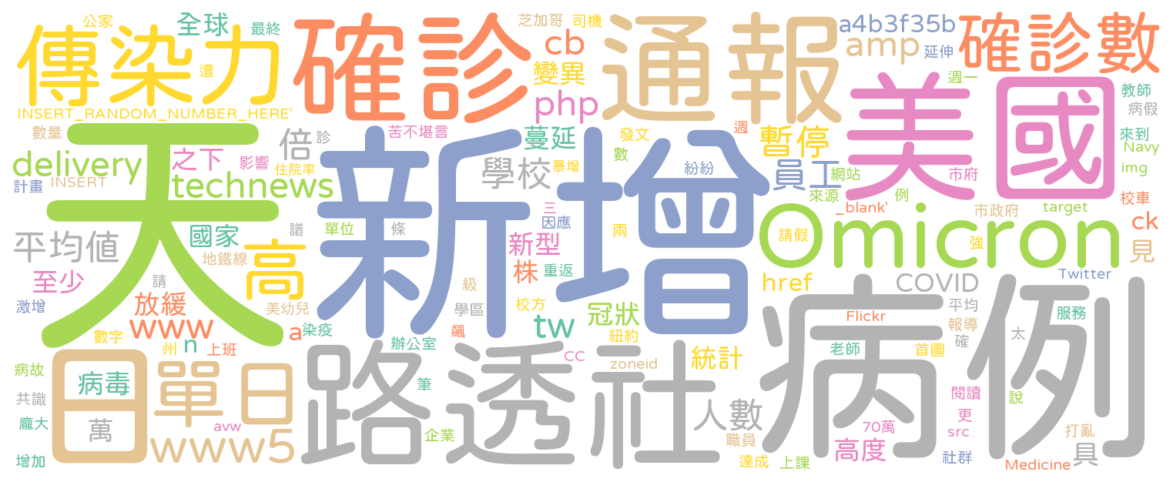 公家
芝加哥
司機
全球
最終
a4b3f35b
傳染力
確診
cb
通報
amp
延伸
確診數
遭
變異
週一
教師
病假
INSERT_RANDOM_NUMBER_HERE'
php
美國
數量
苦不堪言
蔓延
發文
週
暫停
來到
Navy
天
新增
倍
診
數
delivery
之下
影響
住院率
學校
暴增
紛紛
員工
網站
市府
img
計畫
INSERT
technews
來源
例
_blank'
校車
三
市政府
target
ck
平均值
國家
譜
單位
條
新型
因應
兩
請假
Omicron
強
見
高
地鐵線
株
重返
href
COVID
Twitter
至少
請
級
激增
放緩
美幼兒
校方
冠狀
平均
www
a
染疫
學區
tw
Flickr
報導
服務
數字
n
飆
紐約
確
太
州
上班
辦公室
cc
統計
老師
首圖
病故
日
病毒
單日
路透社
zoneid
病例
共識
萬
筆
人數
閱讀
說
龐大
avw
企業
職員
70萬
更
打亂
增加
www5
達成
上課
高度
src
社群
Medicine
具